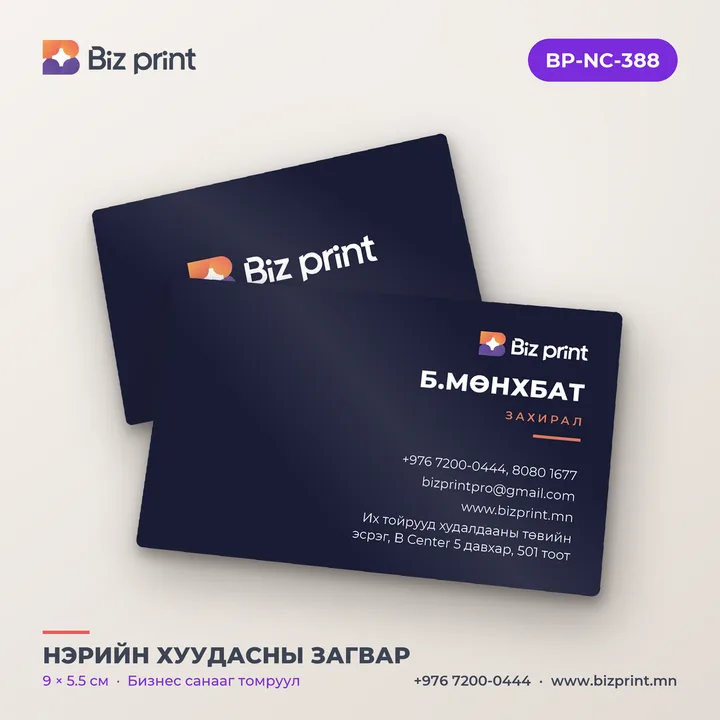 Biz print
BP-NC-388
Biz print
Biz print
Б.МӨНХБАТ
ЗАХИРАЛ
+976 7200-0444, 8080 1677
bizprintpro@gmail.com
www.bizprint.mn
Их тойрууд худалдааны төвийн
эсрэг, B Center 5 давхар, 501 тоот
НЭРИЙН ХУУДАСНЫ ЗАГВАР
9 × 5.5 см · Бизнес санааг томруул
+976 7200-0444 · www.bizprint.mn